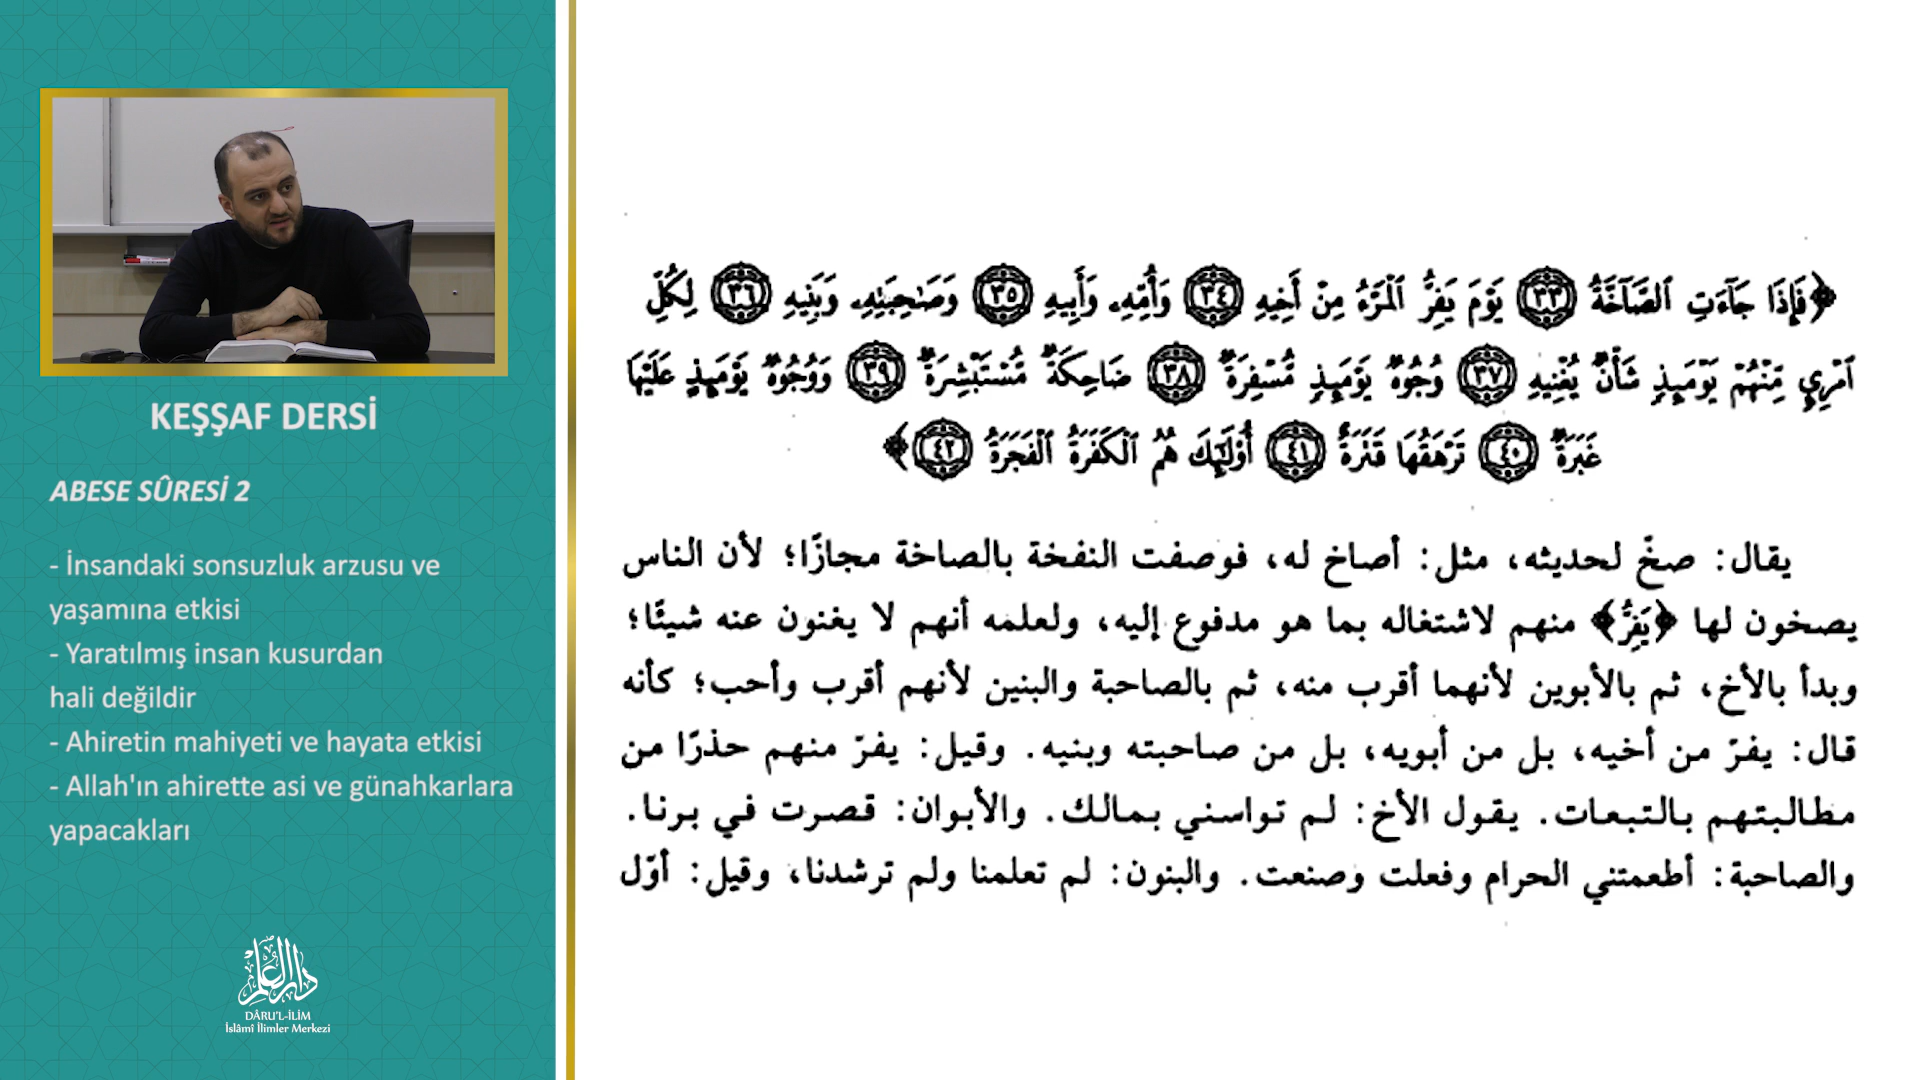 KEŞŞAF DERSİ
ABESE SÛRESİ 2
- İnsandaki sonsuzluk arzusu ve
yaşamına etkisi
- Yaratılmış insan kusurdan
hali değildir
- Ahiretin mahiyeti ve hayata etkisi
- Allah'ın ahirette asi ve günahkarlara
yapacakları
دار العلم
DÂRU'L-İLİM
İslâmî İlimler Merkezi
﴿فَإِذَا جَآءَتِ ٱلصَّآخَّةُ ٣٣ يَوْمَ يَفِرُّ ٱلْمَرْءُ مِنْ أَخِيهِ ٣٤ وَأُمِّهِۦ وَأَبِيهِ ٣٥ وَصَٰحِبَتِهِۦ وَبَنِيهِ ٣٦ لِكُلِّ
ٱمْرِئٍ مِّنْهُمْ يَوْمَئِذٍ شَأْنٌ يُغْنِيهِ ٣٧ وُجُوهٌ يَوْمَئِذٍ مُّسْفِرَةٌ ٣٨ ضَاحِكَةٌ مُّسْتَبْشِرَةٌ ٣٩ وَوُجُوهٌ يَوْمَئِذٍ عَلَيْهَا
غَبَرَةٌ ٤٠ تَرْهَقُهَا قَتَرَةٌ ٤١ أُوْلَٰٓئِكَ هُمُ ٱلْكَفَرَةُ ٱلْفَجَرَةُ ٤٢﴾
يقال: صخّ لحديثه، مثل: أصاخ له، فوصفت النفخة بالصاخة مجازًا؛ لأن الناس
يصخون لها ﴿يَفِرُّ﴾ منهم لاشتغاله بما هو مدفوع إليه، ولعلمه أنهم لا يغنون عنه شيئًا؛
وبدأ بالأخ، ثم بالأبوين لأنهما أقرب منه، ثم بالصاحبة والبنين لأنهم أقرب وأحب؛ كأنه
قال: يفرّ من أخيه، بل من أبويه، بل من صاحبته وبنيه. وقيل: يفرّ منهم حذرًا من
مطالبتهم بالتبعات. يقول الأخ: لم تواسني بمالك. والأبوان: قصرت في برنا.
والصاحبة: أطعمتني الحرام وفعلت وصنعت. والبنون: لم تعلمنا ولم ترشدنا، وقيل: أوّل